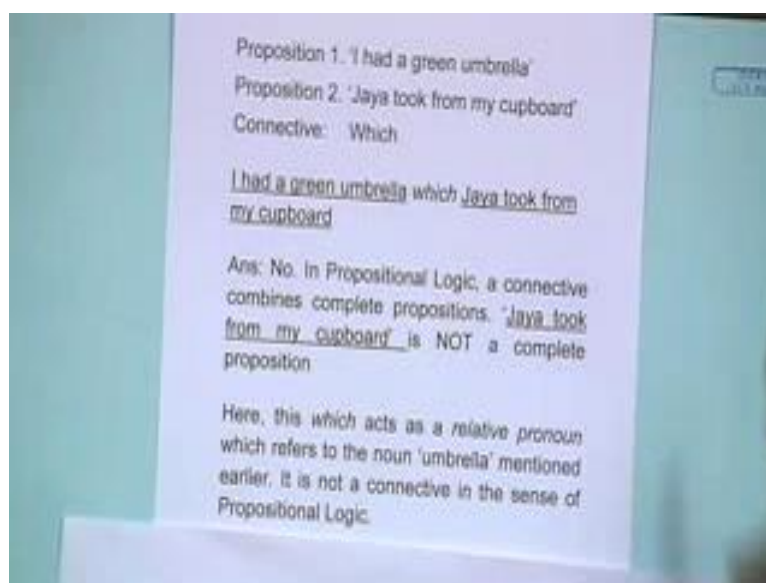 Proposition 1. 'I had a green umbrella'
Proposition 2. 'Jaya took from my cupboard'
Connective: Which
I had a green umbrella which Jaya took from
my cupboard
Ans: No. In Propositional Logic, a connective
combines complete propositions. 'Jaya took
from my cupboard' is NOT a complete
proposition
Here, this which acts as a relative pronoun
which refers to the noun 'umbrella' mentioned
earlier. It is not a connective in the sense of
Propositional Logic.